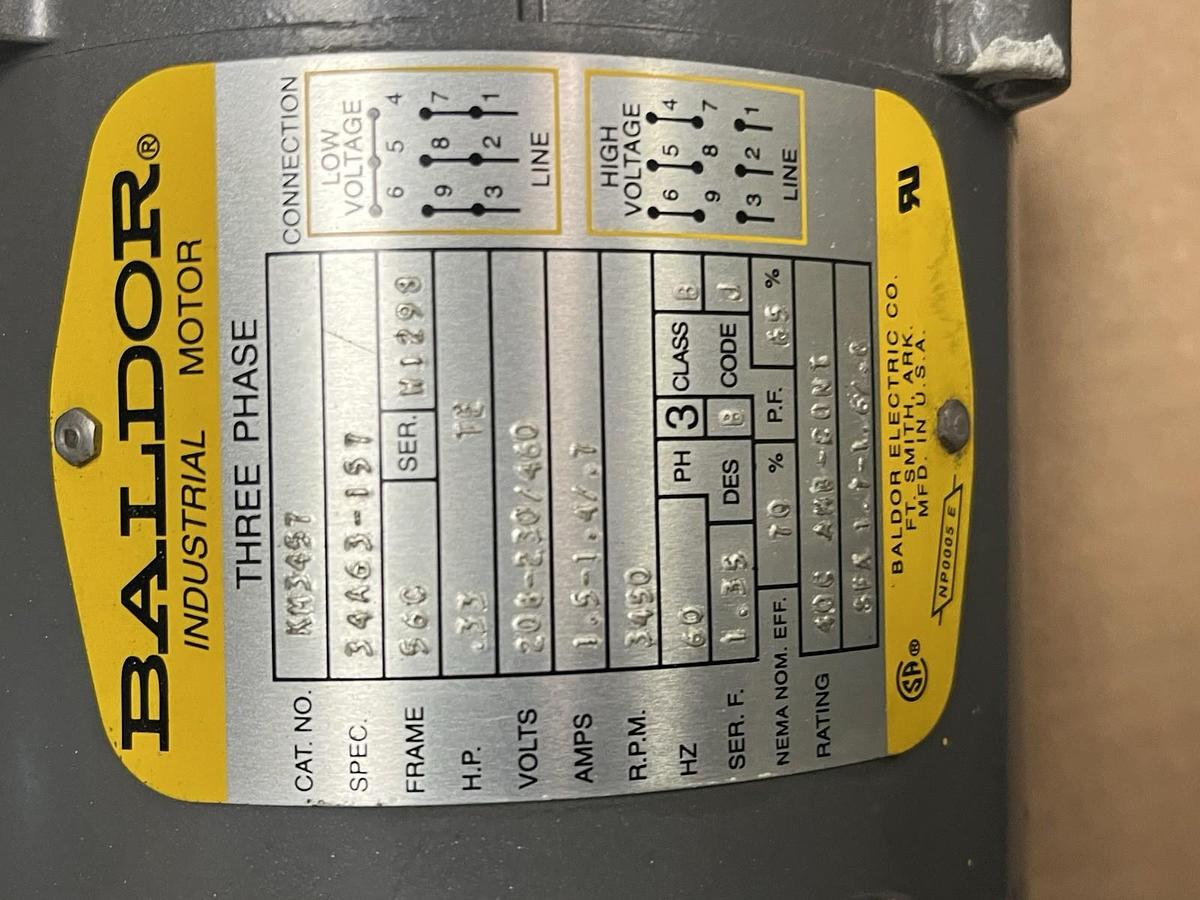 BALDOR®
INDUSTRIAL MOTOR
THREE PHASE
CAT. NO. KM3457
SPEC. 34A63-157
FRAME 56C SER. W1293
H.P. .33 TE
VOLTS 208-230/460
AMPS 1.5-1.4/.7
R.P.M. 3450
HZ 60 PH 3 CLASS B
SER. F. 1.35 DES B CODE J
NEMA NOM. EFF. 70 % P.F. 65 %
RATING 40C AMB-CONT
CONNECTION
LOW
VOLTAGE
6 5 4
9 8 7
3 2 1
LINE
HIGH
VOLTAGE
6 5 4
9 8 7
3 2 1
LINE
SA®
NP0005E
BALDOR ELECTRIC CO.
FT. SMITH, ARK.
MFD. IN U.S.A.
RU